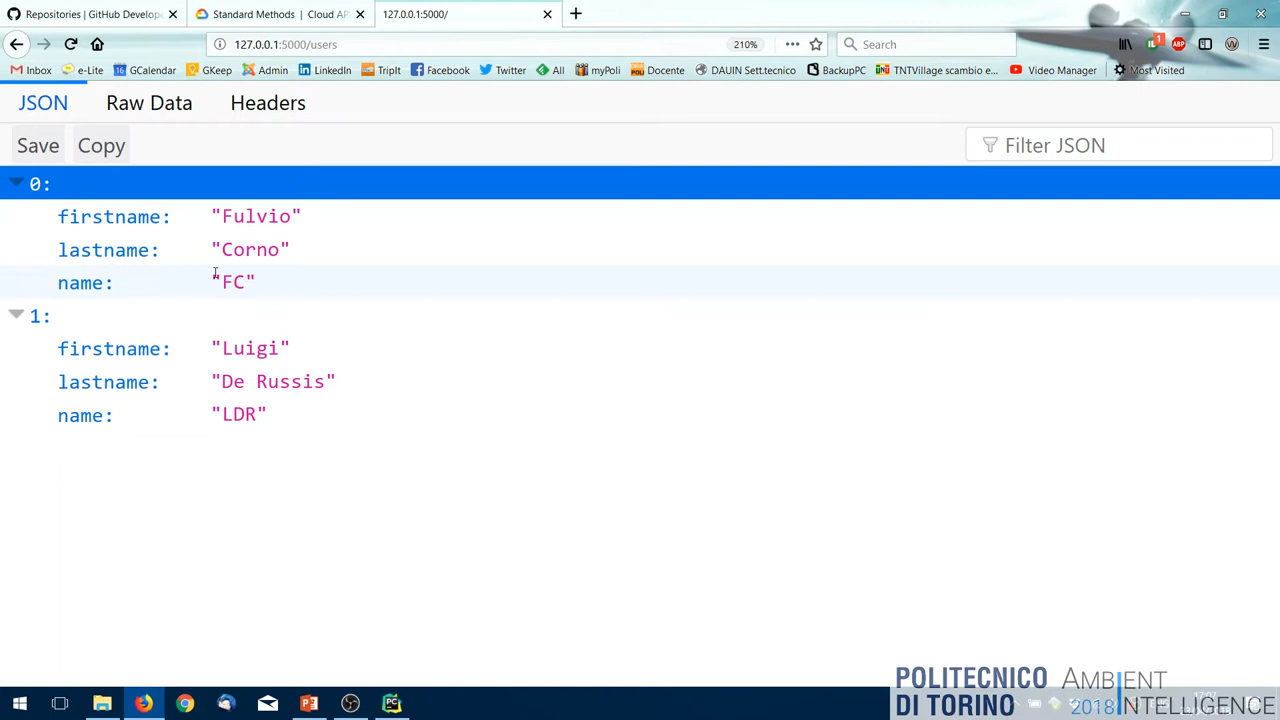 Repositories | GitHub Develop
Standard Methods | Cloud AP
127.0.0.1:5000/
127.0.0.1:5000/users
210%
Search
Inbox
e-Lite
GCalendar
GKeep
Admin
LinkedIn
TripIt
Facebook
Twitter
All
myPoli
Docente
DAUIN Sett.tecnico
BackupPC
TNTVillage scambio e...
Video Manager
Most Visited
JSON Raw Data Headers
Save Copy
Filter JSON
0:
firstname: "Fulvio"
lastname: "Corno"
name: "FC"
1:
firstname: "Luigi"
lastname: "De Russis"
name: "LDR"
POLITECNICO
DI TORINO
AMBIENT
2018 INTELLIGENCE